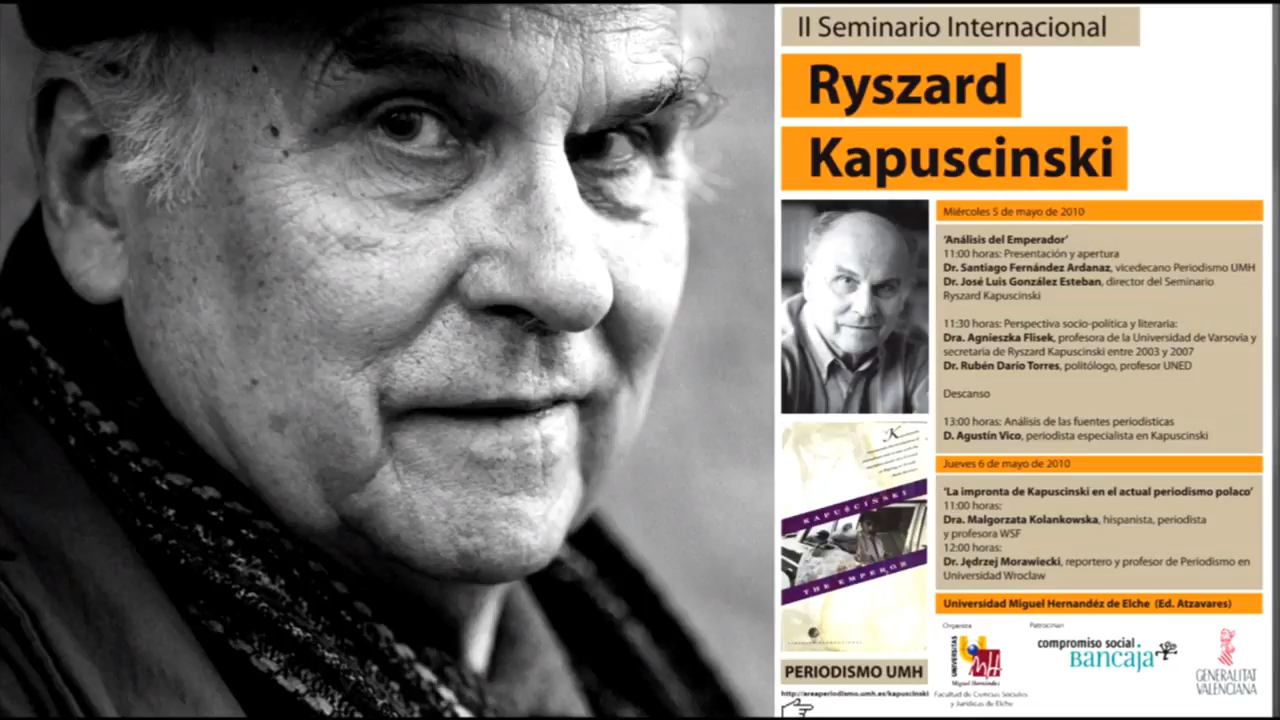 II Seminario Internacional
Ryszard
Kapuscinski
Miércoles 5 de mayo de 2010
‘Análisis del Emperador’
11:00 horas: Presentación y apertura
Dr. Santiago Fernández Ardanaz, vicedecano Periodismo UMH
Dr. José Luis González Esteban, director del Seminario
Ryszard Kapuscinski
11:30 horas: Perspectiva socio-política y literaria:
Dra. Agnieszka Flisek, profesora de la Universidad de Varsovia y
secretaria de Ryszard Kapuscinski entre 2003 y 2007
Dr. Rubén Darío Torres, politólogo, profesor UNED
Descanso
13:00 horas: Análisis de las fuentes periodísticas
D. Agustín Vico, periodista especialista en Kapuscinski
Jueves 6 de mayo de 2010
‘La impronta de Kapuscinski en el actual periodismo polaco’
11:00 horas:
Dra. Malgorzata Kolankowska, hispanista, periodista
y profesora WSF
12:00 horas:
Dr. Jędrzej Morawiecki, reportero y profesor de Periodismo en
Universidad Wroclaw
Universidad Miguel Hernandéz de Elche (Ed. Atzavares)
KAPUŚCIŃSKI
THE EMPEROR
PERIODISMO UMH
http://areaperiodismo.umh.es/kapuscinski
Organiza
UNIVERSITAS
Miguel Hernández
Facultad de Ciencias Sociales
y Jurídicas de Elche
Patrocinan
compromiso social
Bancaja
GENERALITAT
VALENCIANA